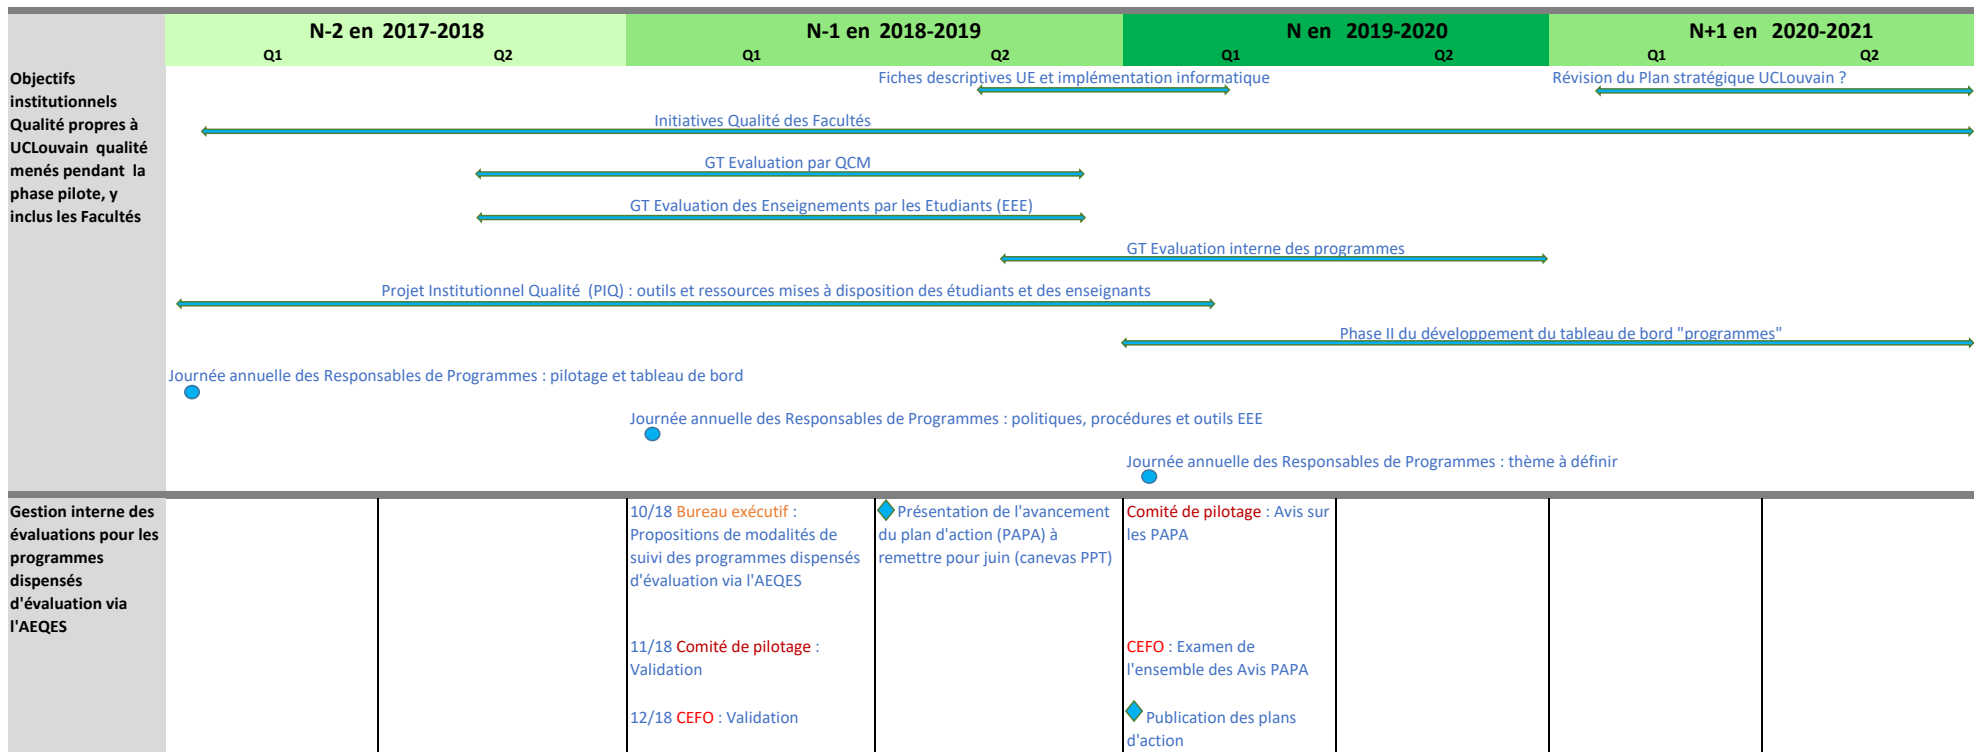 N-2 en 2017-2018
N-1 en 2018-2019
N en 2019-2020
N+1 en 2020-2021
Q1
Q2
Q1
Q2
Q1
Q2
Q1
Q2
Objectifs
institutionnels
Qualité propres à
UCLouvain qualité
menés pendant la
phase pilote, y
inclus les Facultés
Fiches descriptives UE et implémentation informatique
Révision du Plan stratégique UCLouvain ?
Initiatives Qualité des Facultés
GT Evaluation par QCM
GT Evaluation des Enseignements par les Etudiants (EEE)
GT Evaluation interne des programmes
Projet Institutionnel Qualité (PIQ) : outils et ressources mises à disposition des étudiants et des enseignants
Phase II du développement du tableau de bord "programmes"
Journée annuelle des Responsables de Programmes : pilotage et tableau de bord
Journée annuelle des Responsables de Programmes : politiques, procédures et outils EEE
Journée annuelle des Responsables de Programmes : thème à définir
Gestion interne des
évaluations pour les
programmes
dispensés
d'évaluation via
l'AEQES
10/18 Bureau exécutif :
Propositions de modalités de
suivi des programmes dispensés
d'évaluation via l'AEQES
11/18 Comité de pilotage :
Validation
12/18 CEFO : Validation
Présentation de l'avancement
du plan d'action (PAPA) à
remettre pour juin (canevas PPT)
Comité de pilotage : Avis sur
les PAPA
CEFO : Examen de
l'ensemble des Avis PAPA
Publication des plans
d'action